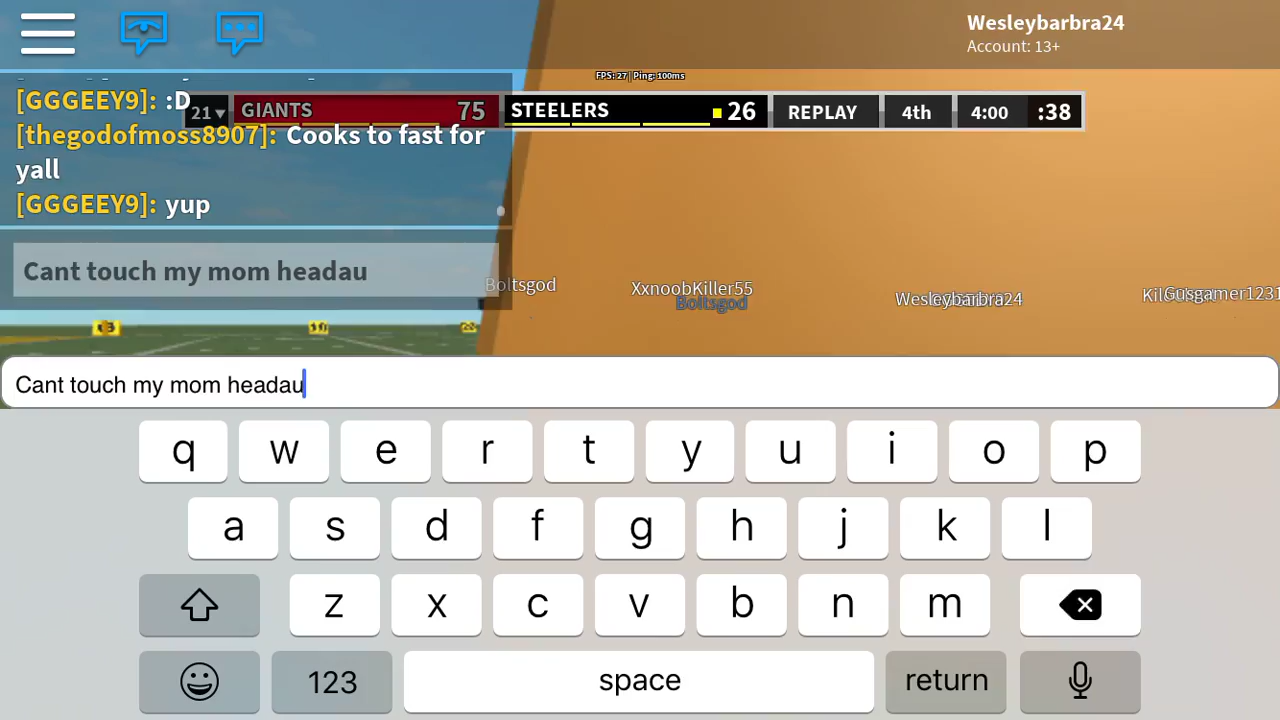 Wesleybarbra24
Account: 13+
FPS: 27 | Ping: 100ms
[GGGEEY9]: :D
21 ▾ GIANTS 75 STEELERS 26 REPLAY 4th 4:00 :38
[thegodofmoss8907]: Cooks to fast for
yall
[GGGEEY9]: yup
Cant touch my mom headau
Boltsgod XxnoobKiller55 Wesleybarbra24 Gusgamer1231
Boltsgod
Cant touch my mom headau
q w e r t y u i o p
a s d f g h j k l
z x c v b n m
123 space return